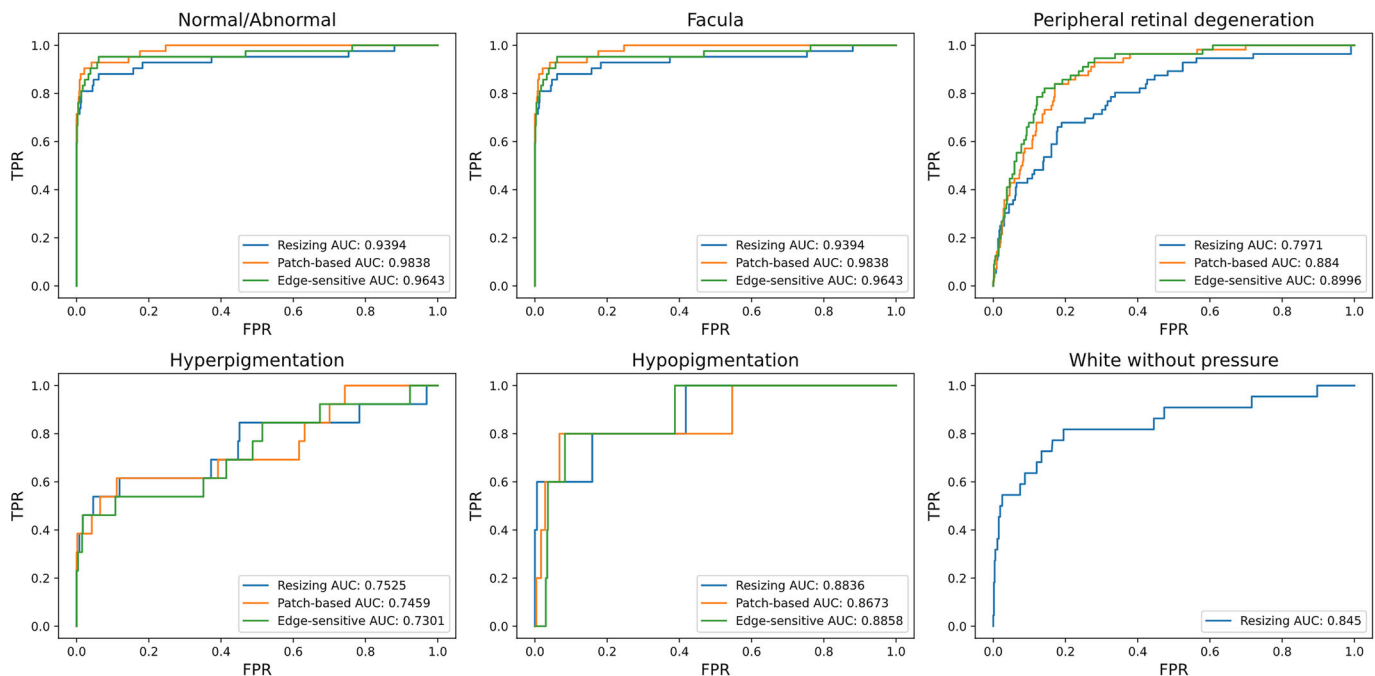 Normal/Abnormal
1.0
0.8
0.6
0.4
0.2
0.0
TPR
Resizing AUC: 0.9394
Patch-based AUC: 0.9838
Edge-sensitive AUC: 0.9643
0.0 0.2 0.4 0.6 0.8 1.0
FPR
Facula
1.0
0.8
0.6
0.4
0.2
0.0
TPR
Resizing AUC: 0.9394
Patch-based AUC: 0.9838
Edge-sensitive AUC: 0.9643
0.0 0.2 0.4 0.6 0.8 1.0
FPR
Peripheral retinal degeneration
1.0
0.8
0.6
0.4
0.2
0.0
TPR
Resizing AUC: 0.7971
Patch-based AUC: 0.884
Edge-sensitive AUC: 0.8996
0.0 0.2 0.4 0.6 0.8 1.0
FPR
Hyperpigmentation
1.0
0.8
0.6
0.4
0.2
0.0
TPR
Resizing AUC: 0.7525
Patch-based AUC: 0.7459
Edge-sensitive AUC: 0.7301
0.0 0.2 0.4 0.6 0.8 1.0
FPR
Hypopigmentation
1.0
0.8
0.6
0.4
0.2
0.0
TPR
Resizing AUC: 0.8836
Patch-based AUC: 0.8673
Edge-sensitive AUC: 0.8858
0.0 0.2 0.4 0.6 0.8 1.0
FPR
White without pressure
1.0
0.8
0.6
0.4
0.2
0.0
TPR
Resizing AUC: 0.845
0.0 0.2 0.4 0.6 0.8 1.0
FPR